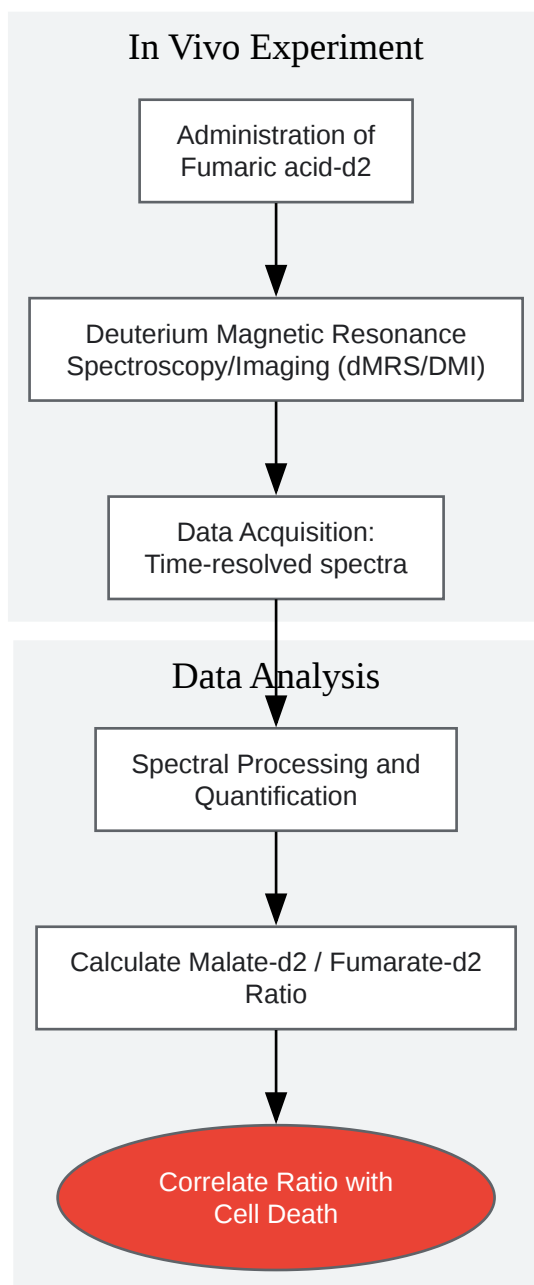 In Vivo Experiment
Administration of
Fumaric acid-d2
Deuterium Magnetic Resonance
Spectroscopy/Imaging (dMRS/DMI)
Data Acquisition:
Time-resolved spectra
Data Analysis
Spectral Processing and
Quantification
Calculate Malate-d2 / Fumarate-d2
Ratio
Correlate Ratio with
Cell Death